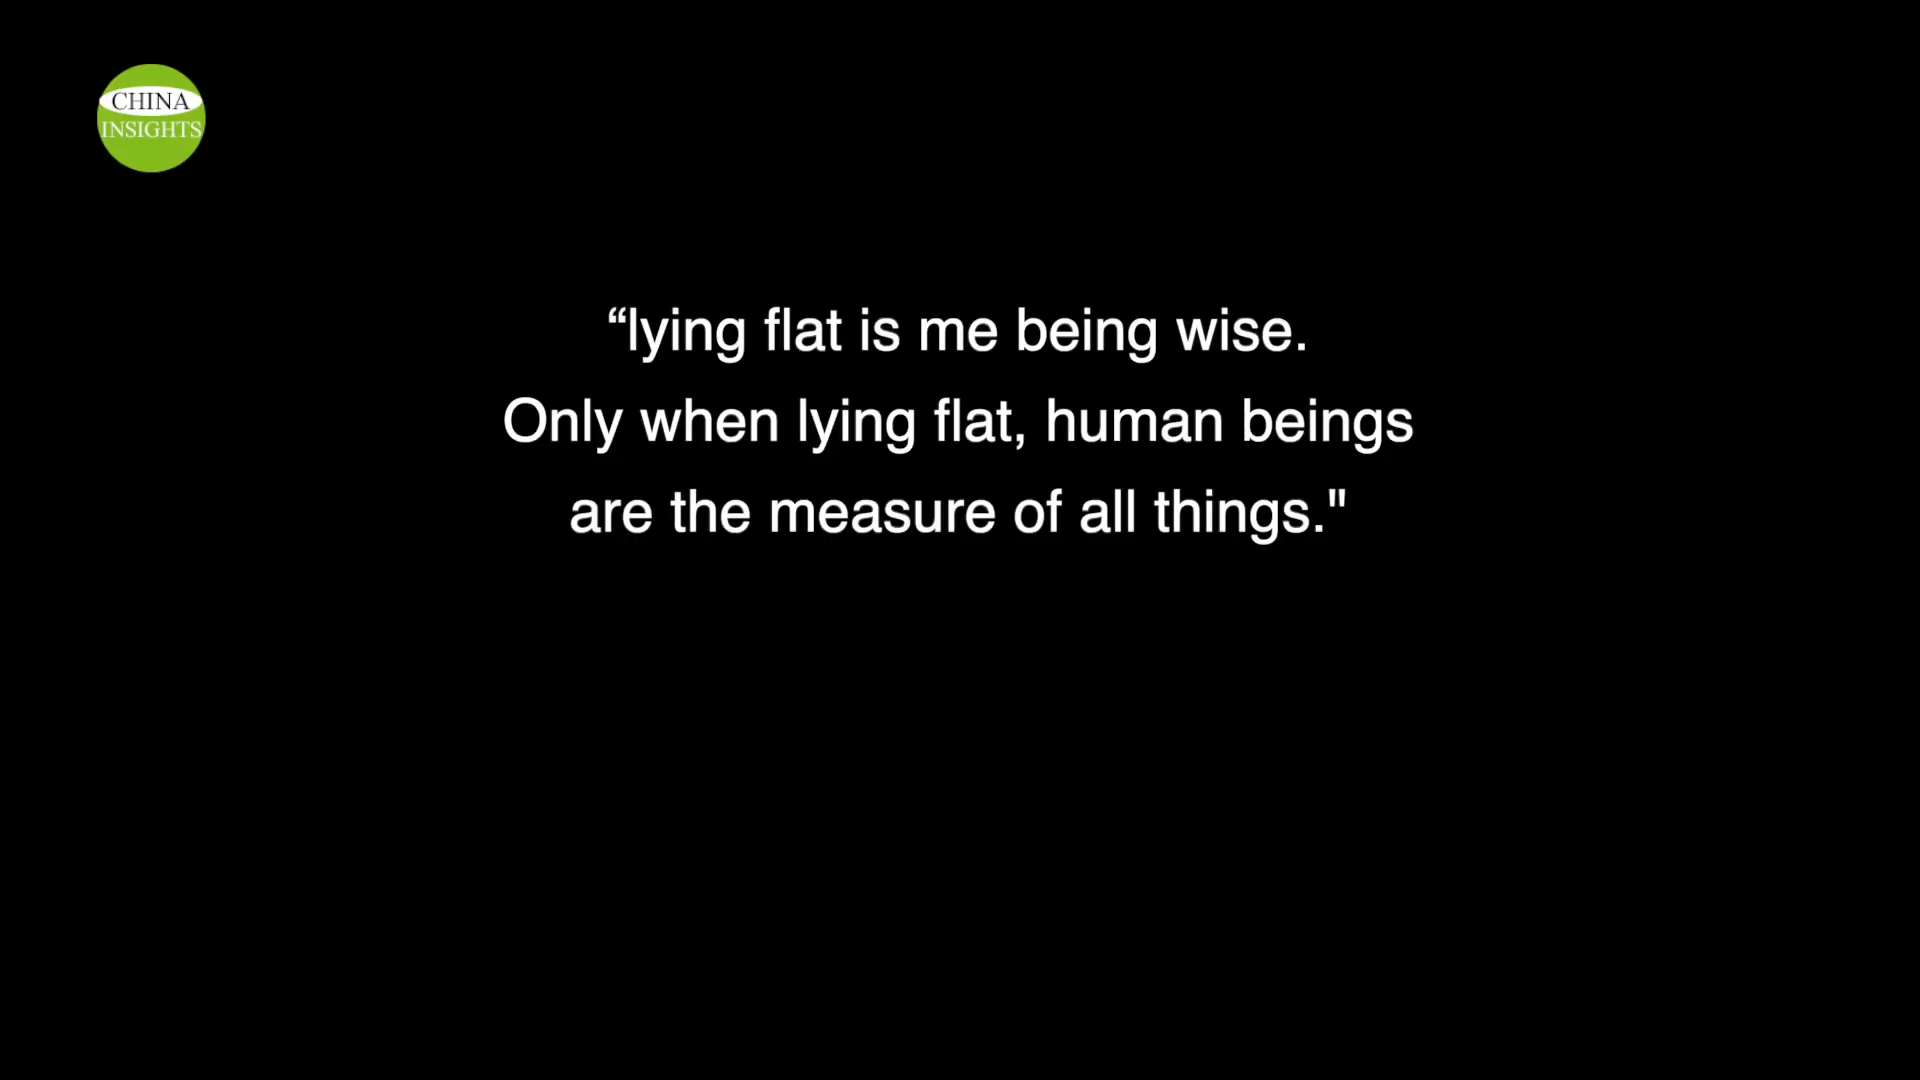 CHINA
INSIGHTS
“lying flat is me being wise.
Only when lying flat, human beings
are the measure of all things."